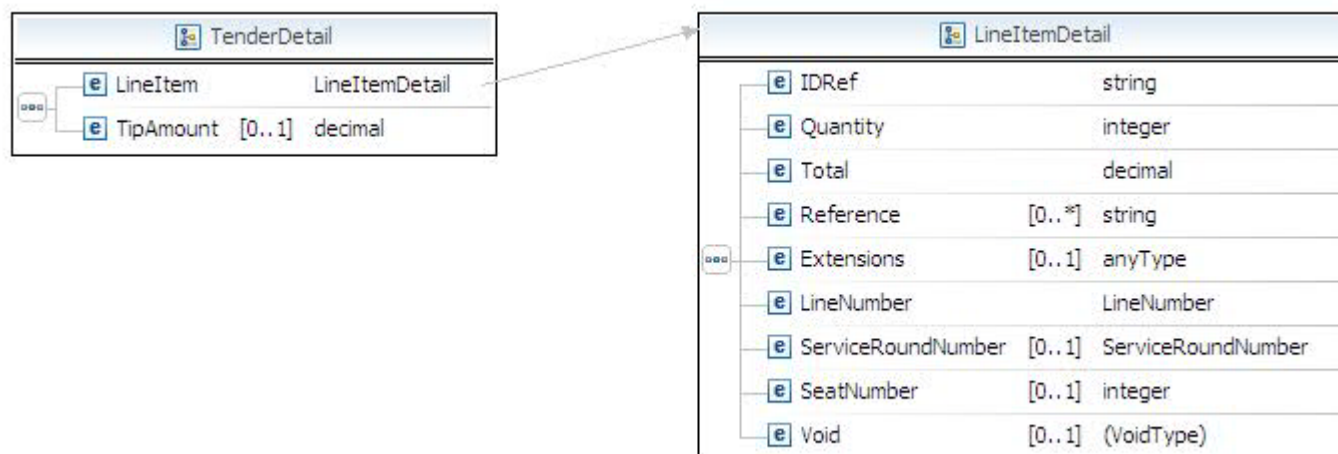 TenderDetail
e LineItem LineItemDetail
e TipAmount [0..1] decimal
LineItemDetail
e IDRef string
e Quantity integer
e Total decimal
e Reference [0..*] string
e Extensions [0..1] anyType
e LineNumber LineNumber
e ServiceRoundNumber [0..1] ServiceRoundNumber
e SeatNumber [0..1] integer
e Void [0..1] (VoidType)